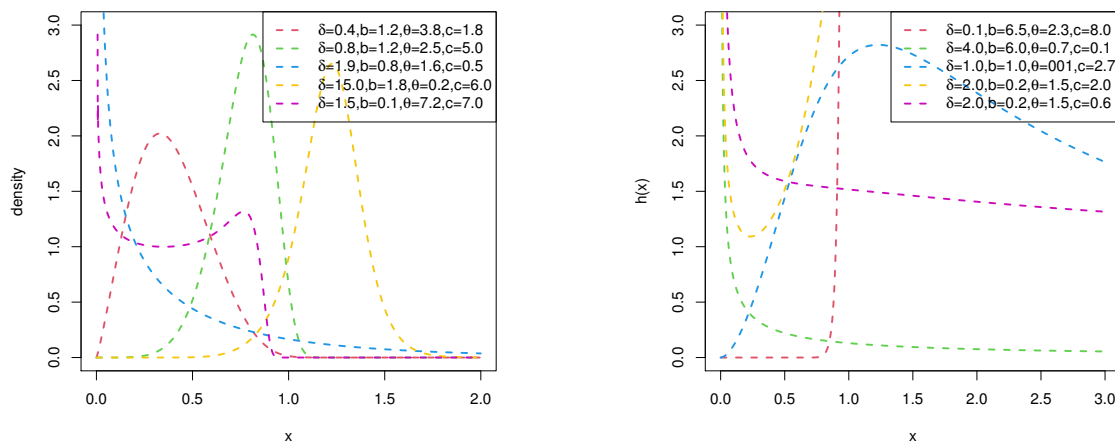 density
3.0
2.5
2.0
1.5
1.0
0.5
0.0
δ=0.4,b=1.2,θ=3.8,c=1.8
δ=0.8,b=1.2,θ=2.5,c=5.0
δ=1.9,b=0.8,θ=1.6,c=0.5
δ=15.0,b=1.8,θ=0.2,c=6.0
δ=1.5,b=0.1,θ=7.2,c=7.0
0.0 0.5 1.0 1.5 2.0
x
h(x)
3.0
2.5
2.0
1.5
1.0
0.5
0.0
δ=0.1,b=6.5,θ=2.3,c=8.0
δ=4.0,b=6.0,θ=0.7,c=0.1
δ=1.0,b=1.0,θ=001,c=2.7
δ=2.0,b=0.2,θ=1.5,c=2.0
δ=2.0,b=0.2,θ=1.5,c=0.6
0.0 0.5 1.0 1.5 2.0 2.5 3.0
x